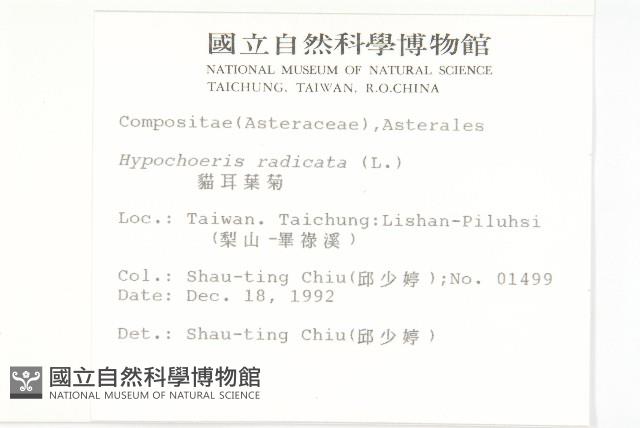 國立自然科學博物館
NATIONAL MUSEUM OF NATURAL SCIENCE
TAICHUNG, TAIWAN, R.O.CHINA
Compositae(Asteraceae),Asterales
Hypochoeris radicata (L.)
貓耳葉菊
Loc.: Taiwan. Taichung:Lishan-Piluhsi
(梨山-畢祿溪)
Col.: Shau-ting Chiu(邱少婷);No. 01499
Date: Dec. 18, 1992
Det.: Shau-ting Chiu(邱少婷)
國立自然科學博物館
NATIONAL MUSEUM OF NATURAL SCIENCE